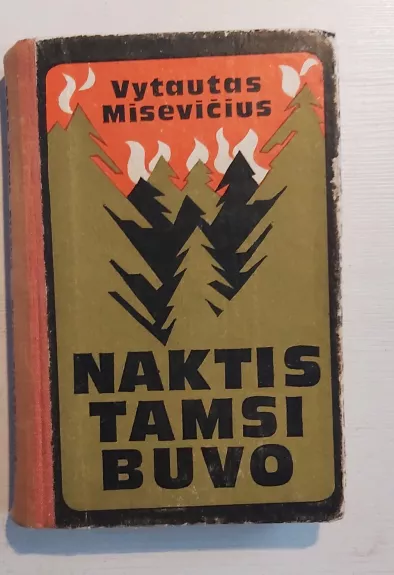 Vytautas
Misevičius
NAKTIS
TAMSI
BUVO